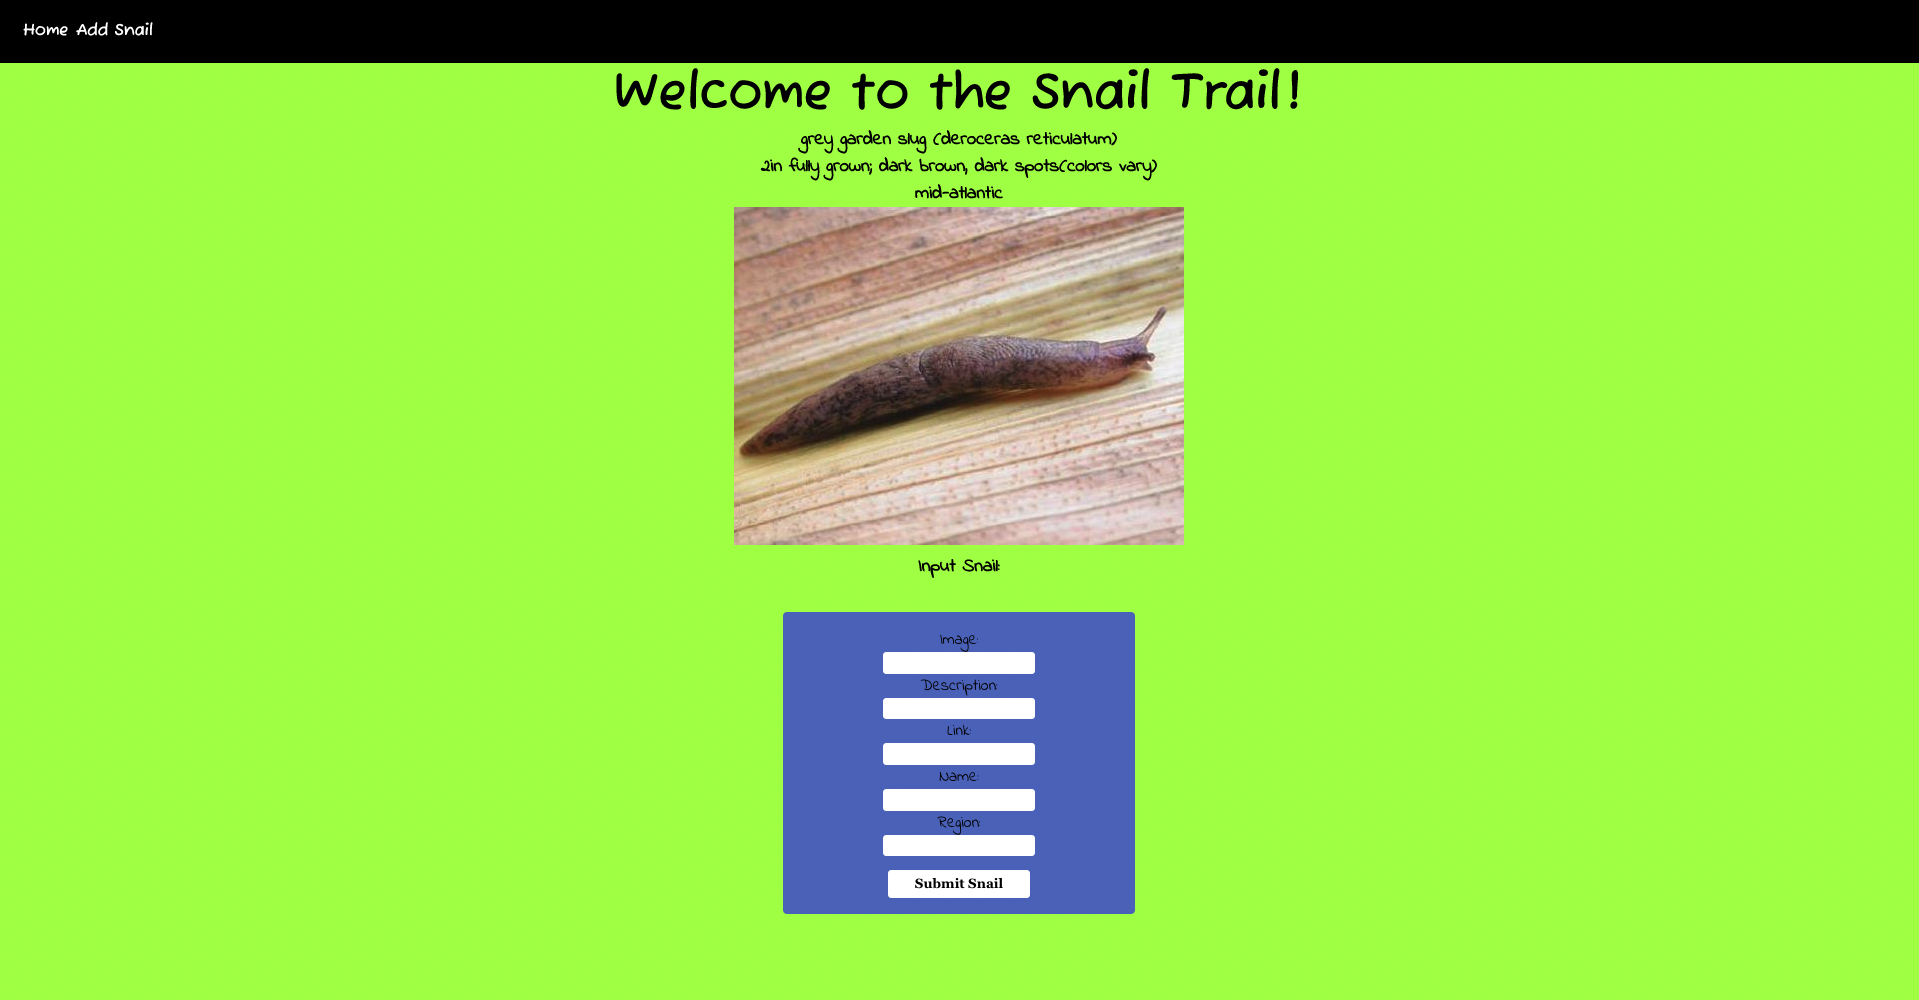 Home Add Snail
Welcome to the Snail Trail!
grey garden slug (deroceras reticulatum)
2in fully grown; dark brown, dark spots(colors vary)
mid-atlantic
Input Snail:
Image:
Description:
Link:
Name:
Region:
Submit Snail